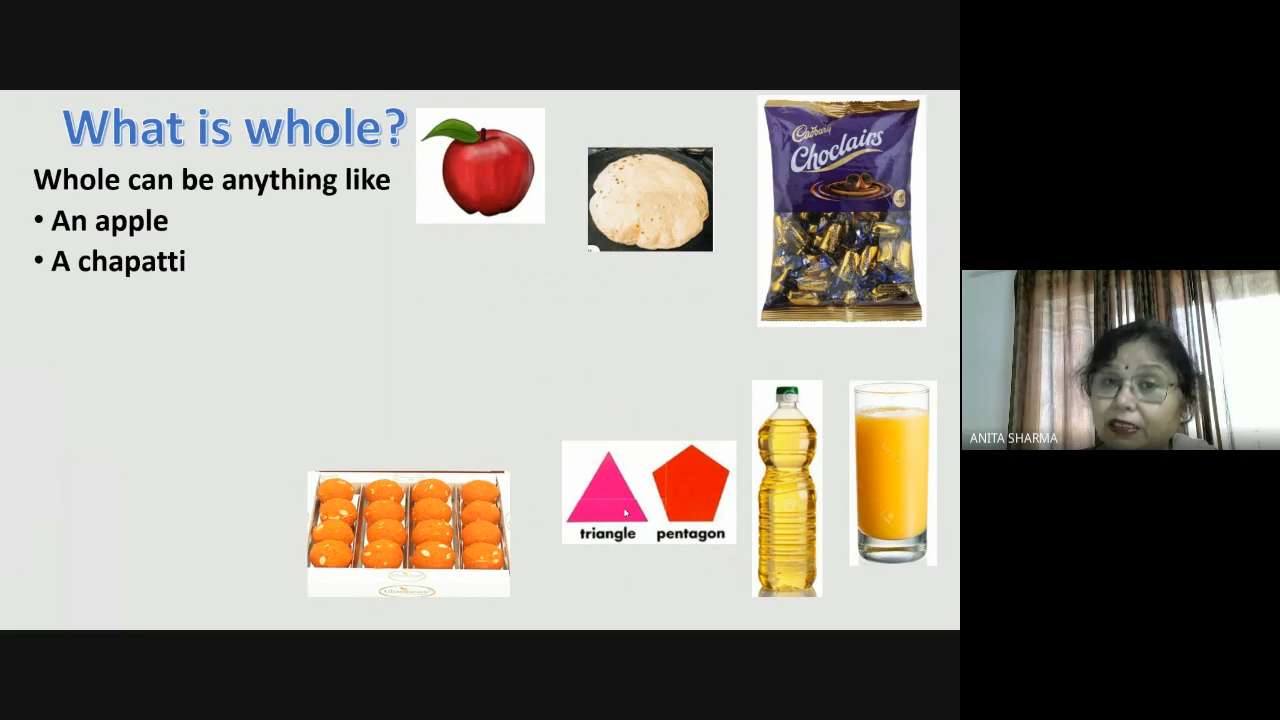 What is whole?
Whole can be anything like
• An apple
• A chapatti
Cadbury
Choclairs
triangle pentagon
ANITA SHARMA